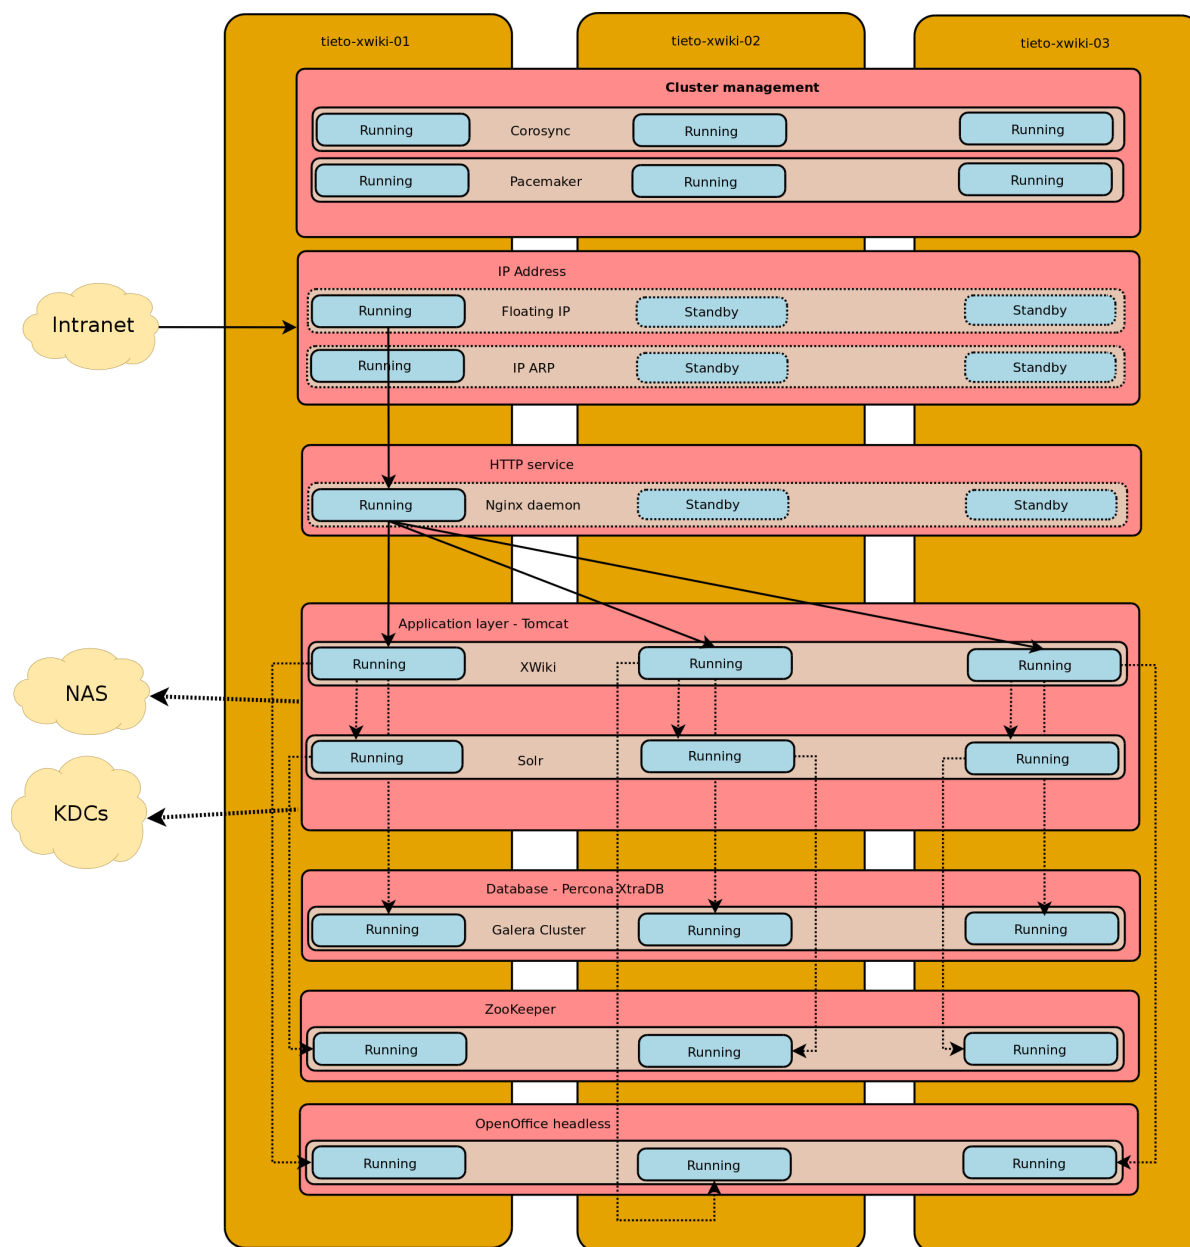 tieto-xwiki-01
tieto-xwiki-02
tieto-xwiki-03
Cluster management
Running
Corosync
Running
Running
Running
Pacemaker
Running
Running
IP Address
Intranet
Running
Floating IP
Standby
Standby
Running
IP ARP
Standby
Standby
HTTP service
Running
Nginx daemon
Standby
Standby
Application layer - Tomcat
Running
XWiki
Running
Running
NAS
Running
Solr
Running
Running
KDCs
Database - Percona XtraDB
Running
Galera Cluster
Running
Running
ZooKeeper
Running
Running
Running
OpenOffice headless
Running
Running
Running